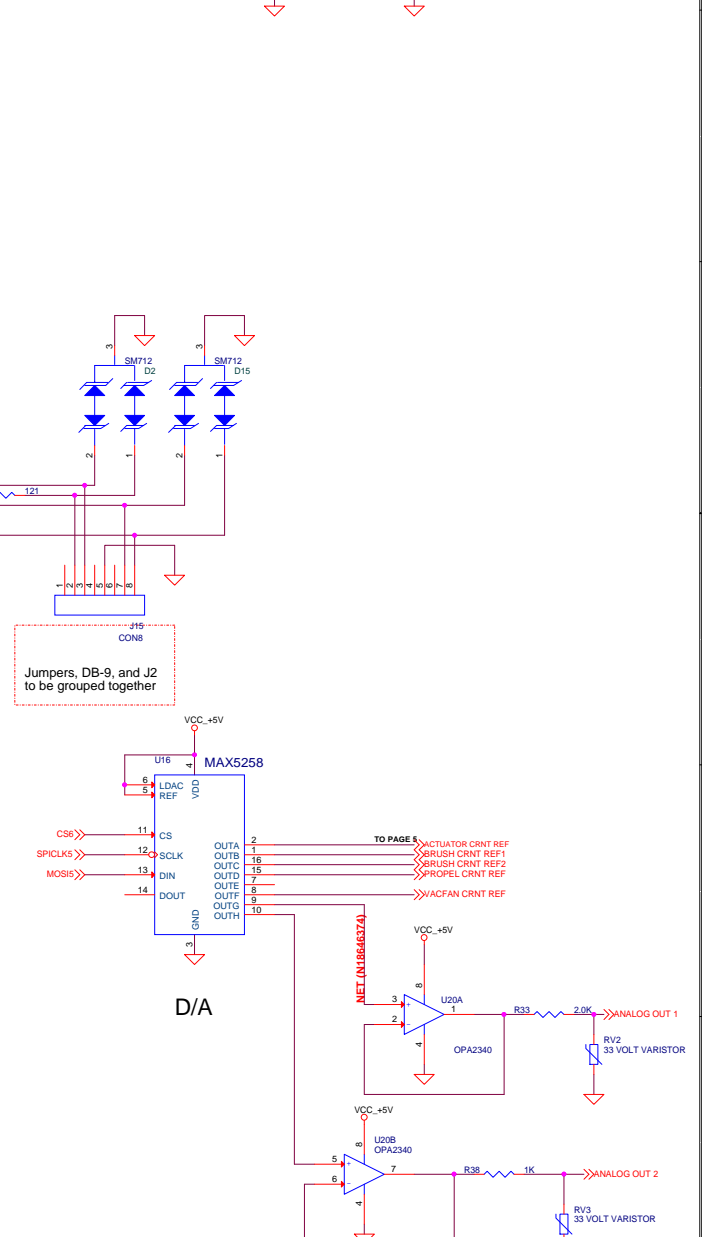 3
3
SM712
D2
SM712
D15
2
1
2
1
121
1
2
3
4
5
6
7
8
J15
CON8
Jumpers, DB-9, and J2
to be grouped together
VCC_+5V
U16
MAX5258
4
6
LDAC
5
REF
VDD
CS6
11
CS
SPICLK5
12
SCLK
MOSI5
13
DIN
14
DOUT
GND
3
OUTA
2
OUTB
1
OUTC
16
OUTD
15
OUTE
7
OUTF
8
OUTG
9
OUTH
10
TO PAGE 5
ACTUATOR CRNT REF
BRUSH CRNT REF1
BRUSH CRNT REF2
PROPEL CRNT REF
VACFAN CRNT REF
NET (N18646374)
D/A
VCC_+5V
8
U20A
3
+
1
2
-
4
OPA2340
R33
2.0K
ANALOG OUT 1
RV2
33 VOLT VARISTOR
VCC_+5V
8
U20B
OPA2340
5
+
7
6
-
4
R38
1K
ANALOG OUT 2
RV3
33 VOLT VARISTOR